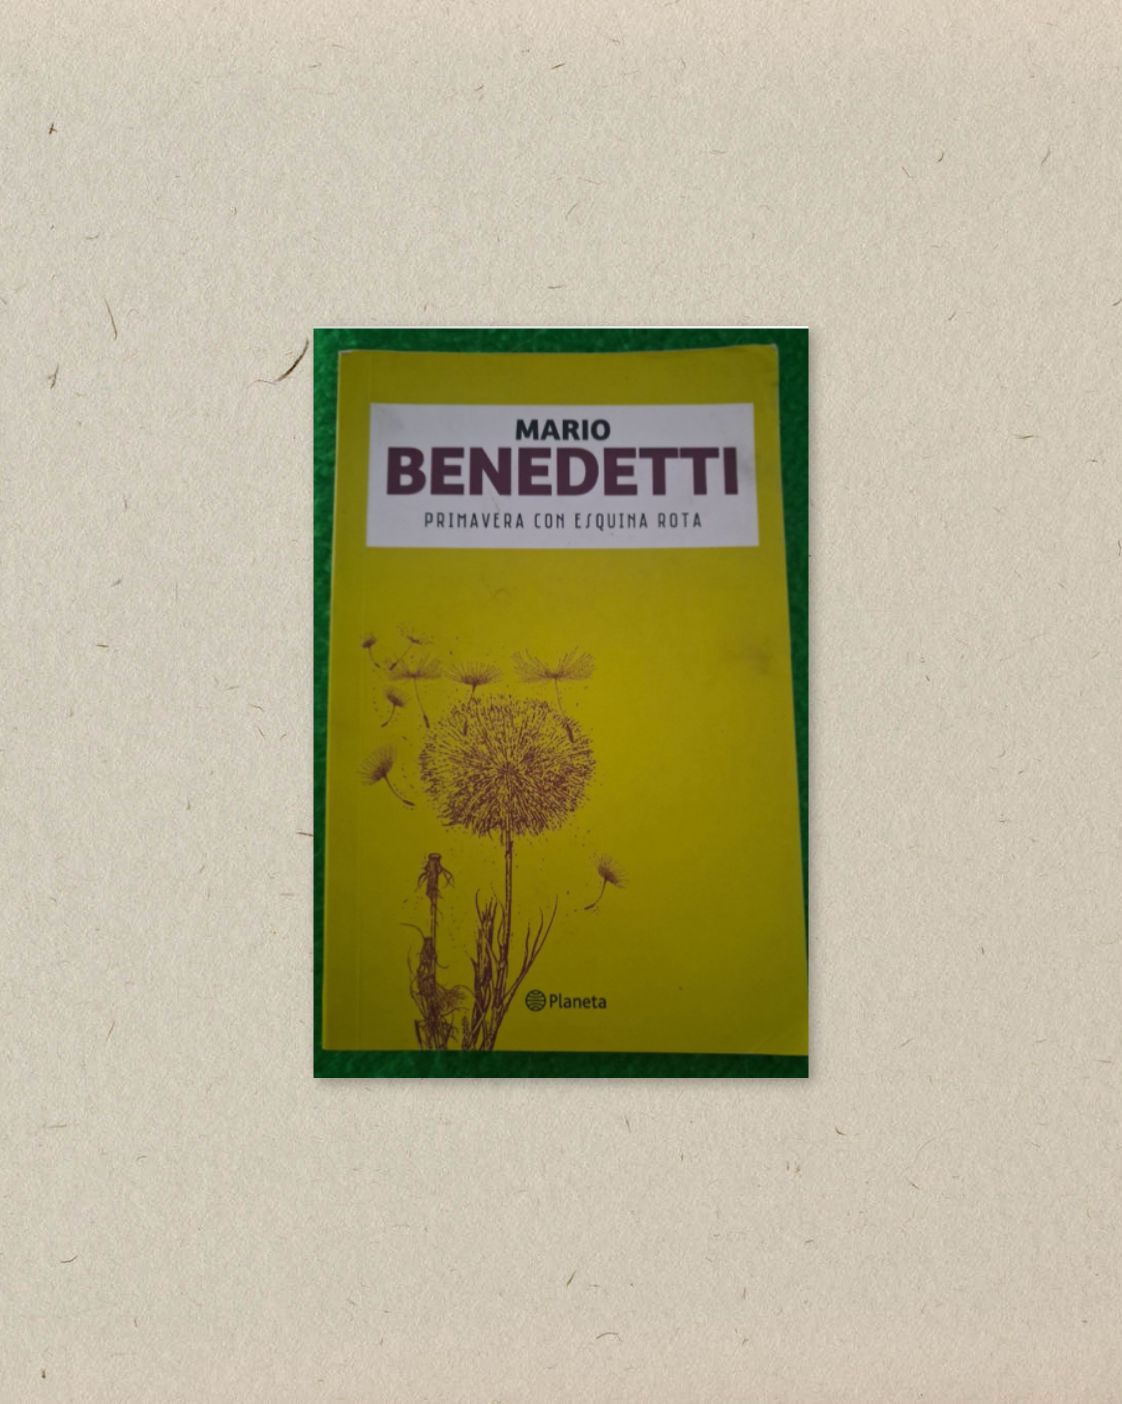 MARIO
BENEDETTI
PRIMAVERA CON ESQUINA ROTA
Planeta